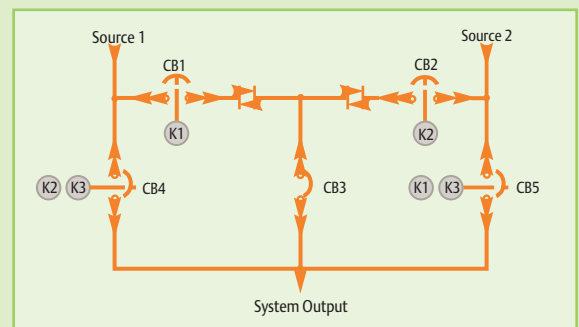 Source 1
Source 2
CB1
CB2
K1
K2
K2 K3
CB4
CB3
K1 K3
CB5
System Output